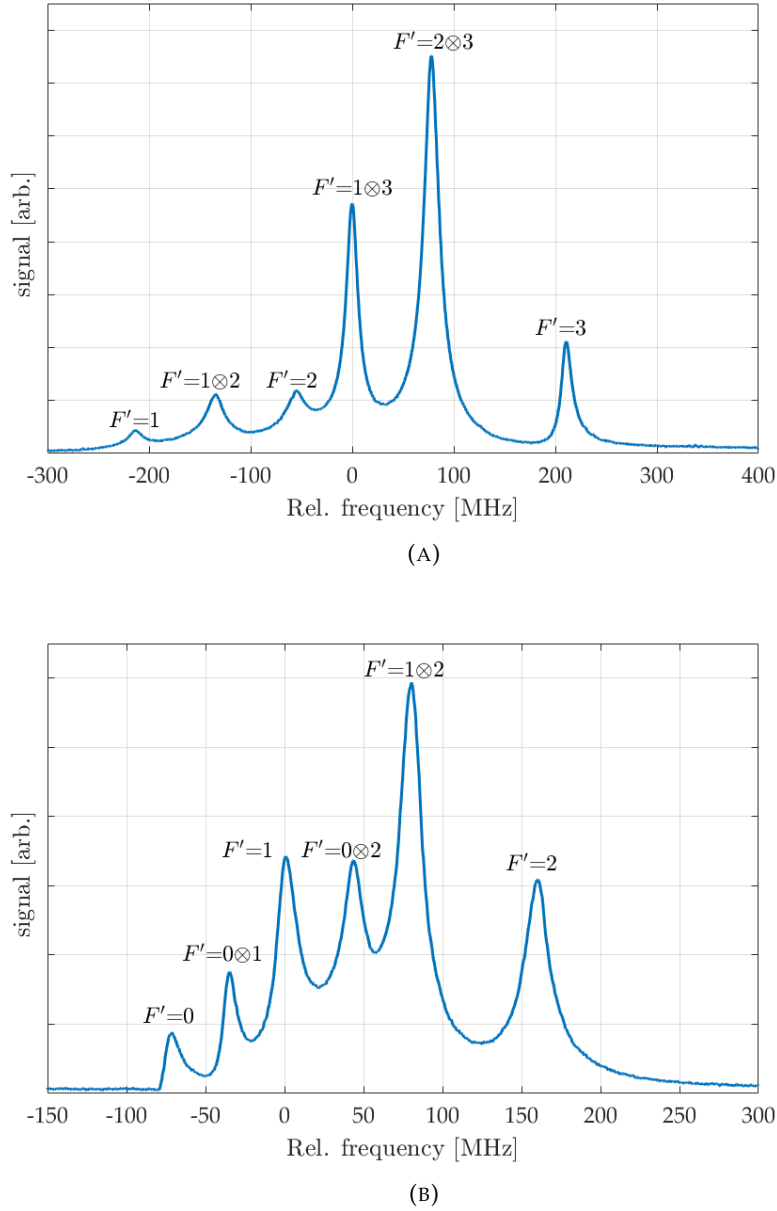 F′=2⊗3
F′=1⊗3
F′=3
F′=1⊗2
F′=2
F′=1
signal [arb.]
-300 -200 -100 0 100 200 300 400
Rel. frequency [MHz]
(A)
F′=1⊗2
F′=1
F′=0⊗2
F′=2
F′=0⊗1
F′=0
signal [arb.]
-150 -100 -50 0 50 100 150 200 250 300
Rel. frequency [MHz]
(B)